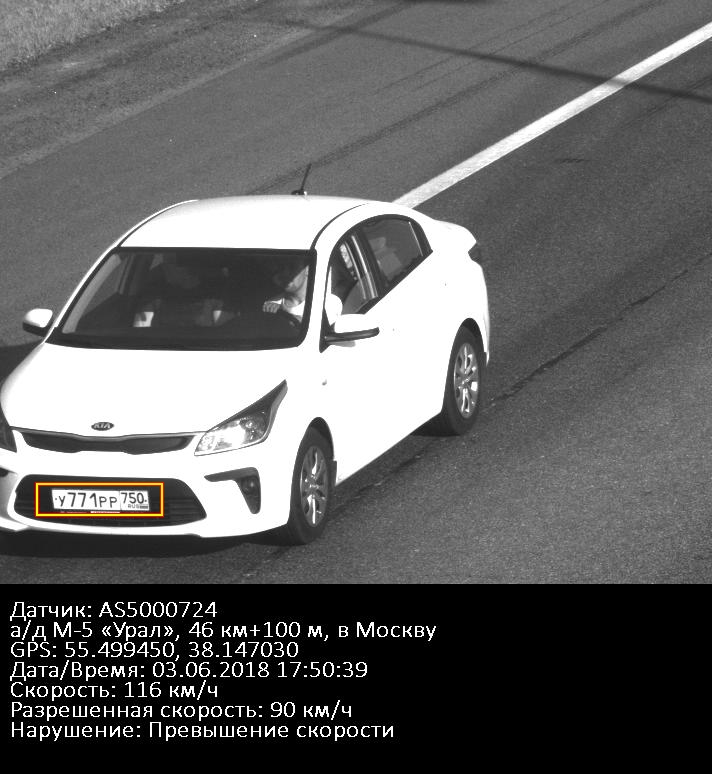 KIA
У771РР 750
RUS
Датчик: AS5000724
а/д М-5 «Урал», 46 км+100 м, в Москву
GPS: 55.499450, 38.147030
Дата/Время: 03.06.2018 17:50:39
Скорость: 116 км/ч
Разрешенная скорость: 90 км/ч
Нарушение: Превышение скорости